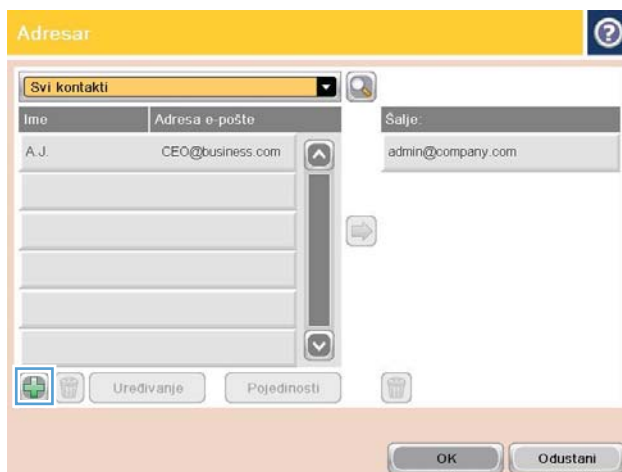 Adresar
?
Svi kontakti
Ime Adresa e-pošte Šalje:
A.J. CEO@business.com admin@company.com
Uređivanje Pojedinosti
OK Odustani